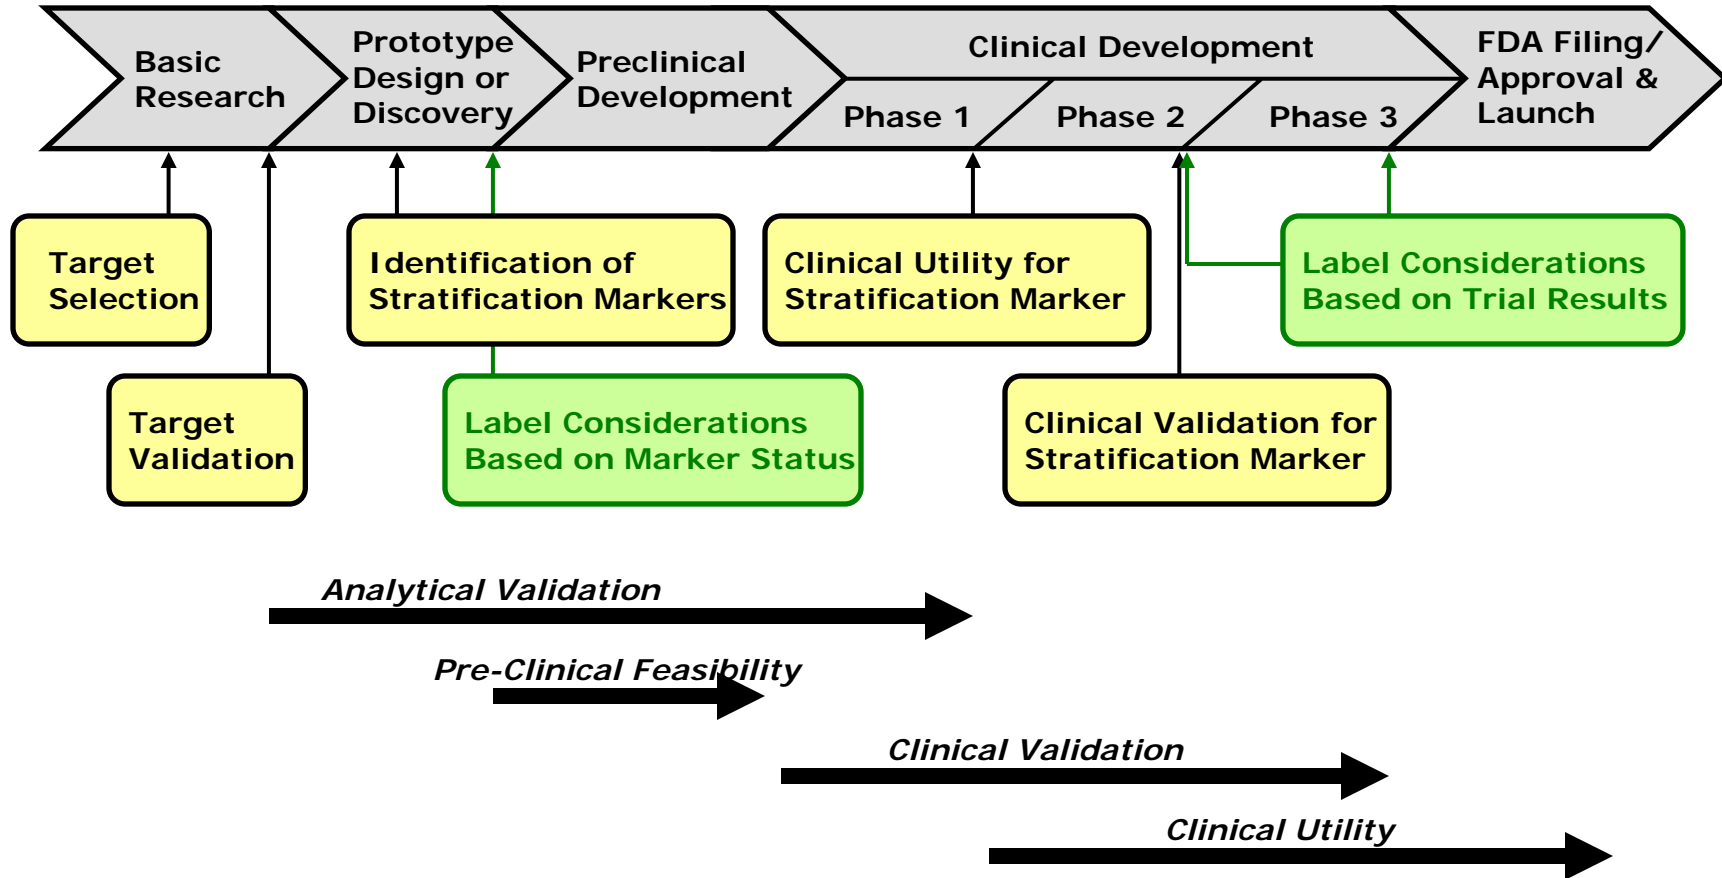 Basic
Research
Prototype
Design or
Discovery
Preclinical
Development
Clinical Development
Phase 1
Phase 2
Phase 3
FDA Filing/
Approval &
Launch
Target
Selection
Identification of
Stratification Markers
Clinical Utility for
Stratification Marker
Label Considerations
Based on Trial Results
Target
Validation
Label Considerations
Based on Marker Status
Clinical Validation for
Stratification Marker
Analytical Validation
Pre-Clinical Feasibility
Clinical Validation
Clinical Utility